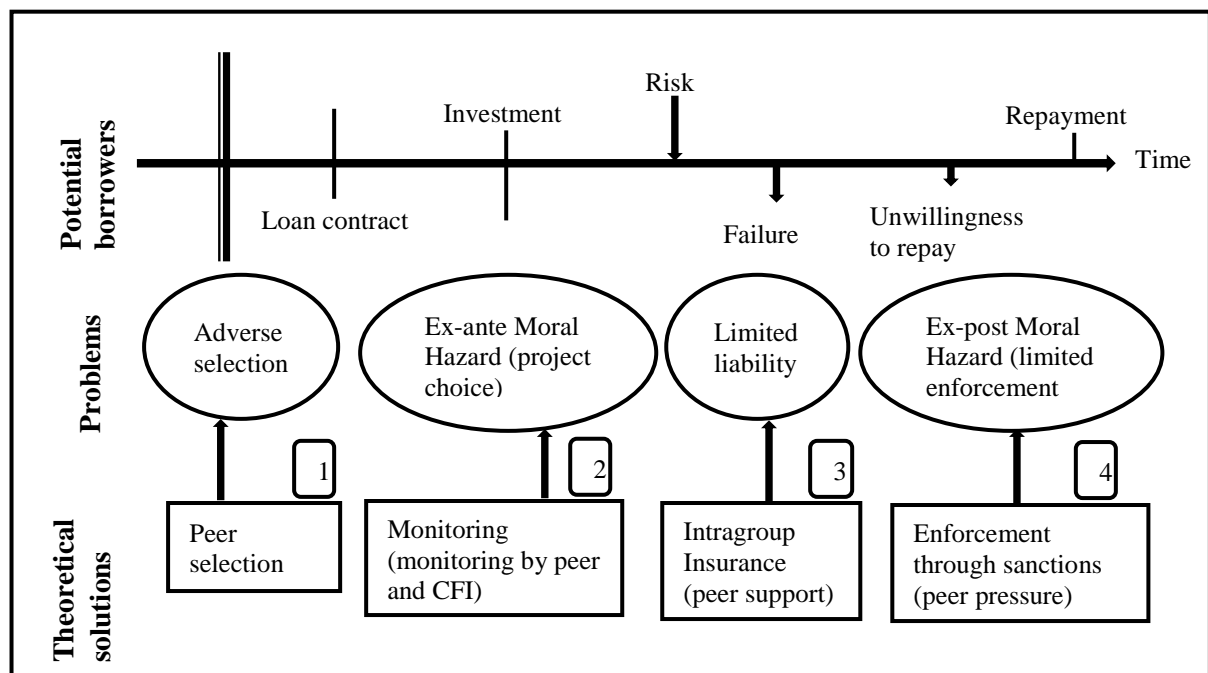 Potential
borrowers
Risk
Investment
Repayment
Time
Loan contract
Failure
Unwillingness
to repay
Problems
Adverse
selection
Ex-ante Moral
Hazard (project
choice)
Limited
liability
Ex-post Moral
Hazard (limited
enforcement
1
2
3
4
Theoretical
solutions
Peer
selection
Monitoring
(monitoring by peer
and CFI)
Intragroup
Insurance
(peer support)
Enforcement
through sanctions
(peer pressure)